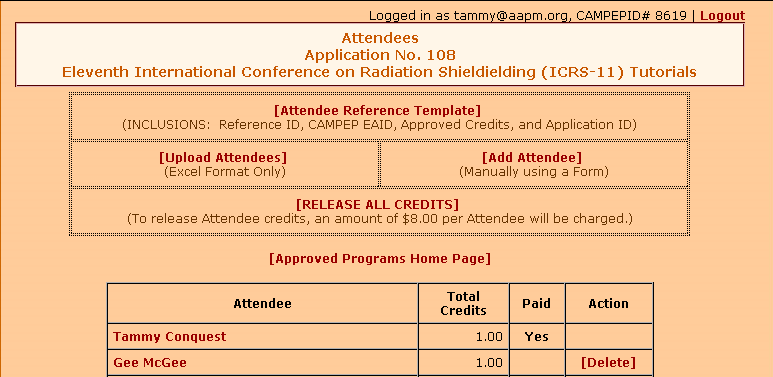 Logged in as tammy@aapm.org, CAMPEPID# 8619 | Logout
Attendees
Application No. 108
Eleventh International Conference on Radiation Shieldielding (ICRS-11) Tutorials
[Attendee Reference Template]
(INCLUSIONS: Reference ID, CAMPEP EAID, Approved Credits, and Application ID)
[Upload Attendees]
(Excel Format Only)
[Add Attendee]
(Manually using a Form)
[RELEASE ALL CREDITS]
(To release Attendee credits, an amount of $8.00 per Attendee will be charged.)
[Approved Programs Home Page]
Attendee Total Credits Paid Action
Tammy Conquest 1.00 Yes
Gee McGee 1.00 [Delete]